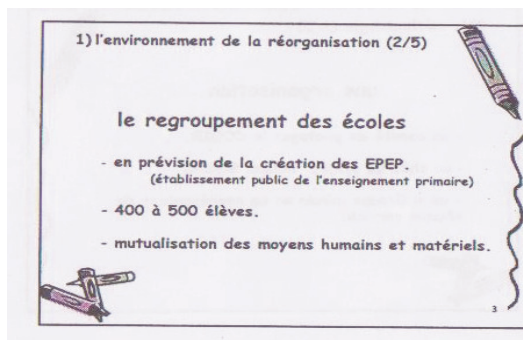 1) l'environnement de la réorganisation (2/5)
le regroupement des écoles
- en prévision de la création des EPEP.
(établissement public de l'enseignement primaire)
- 400 à 500 élèves.
- mutualisation des moyens humains et matériels.
3